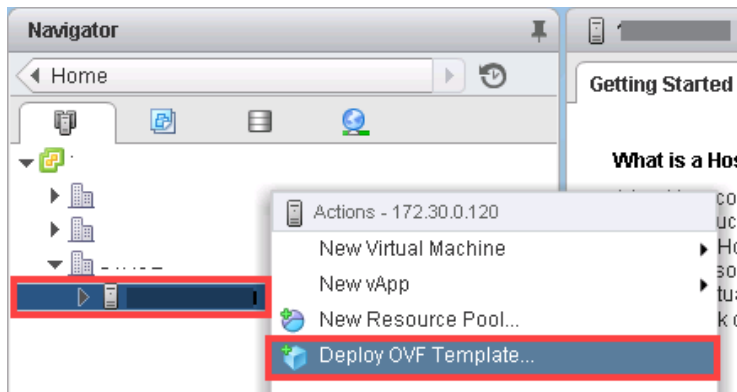 Navigator
Home
Getting Started
What is a Hos
Actions - 172.30.0.120
New Virtual Machine
New vApp
New Resource Pool...
Deploy OVF Template...